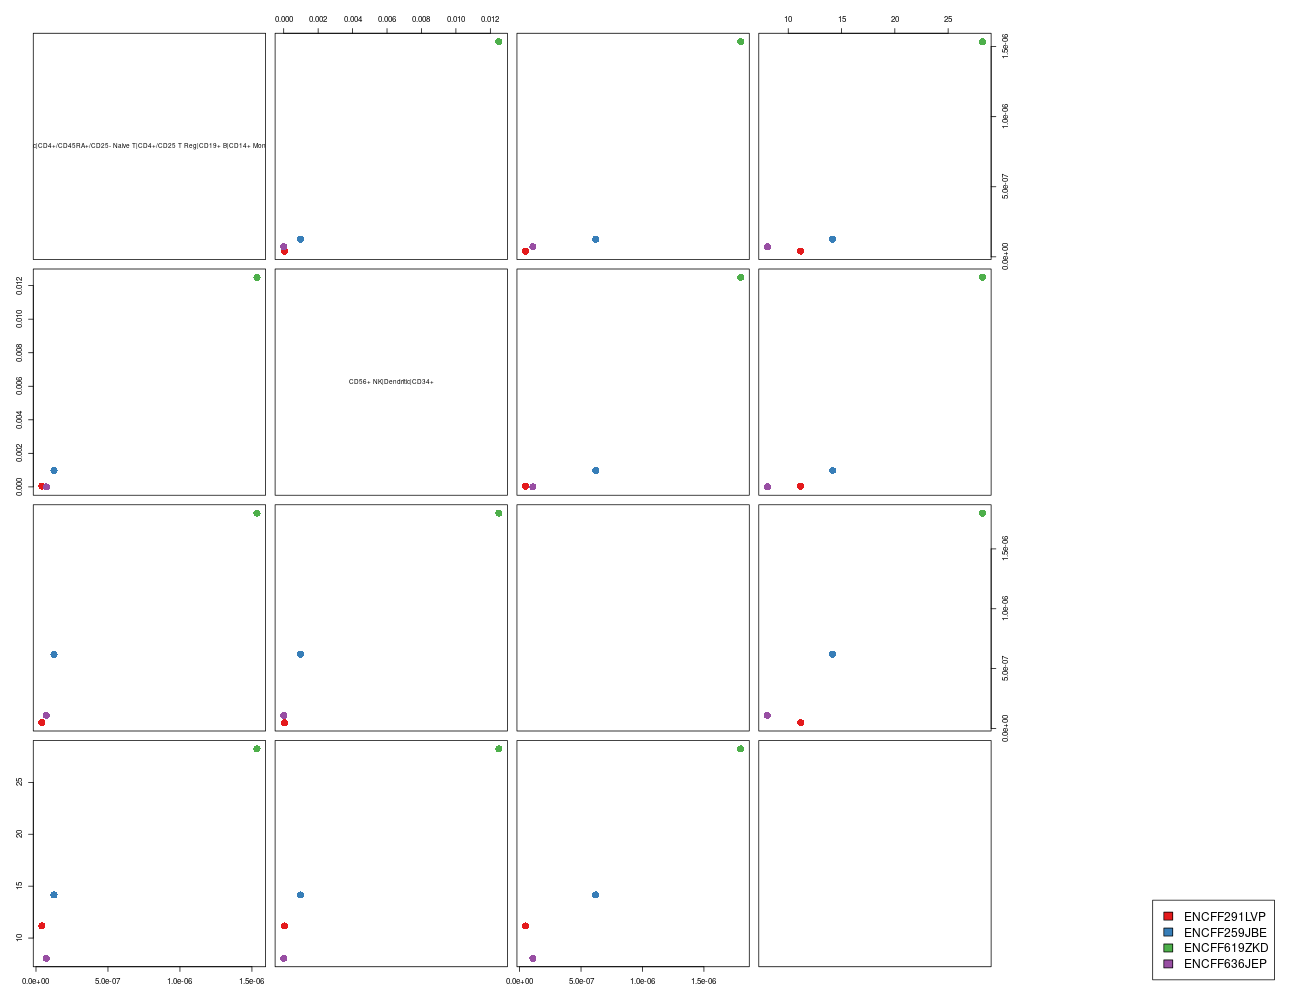 0.000 0.002 0.004 0.006 0.008 0.010 0.012
10 15 20 25
c|CD4+/CD45RA+/CD25- Naive T|CD4+/CD25 T Reg|CD19+ B|CD14+ Mon
0.0e+00 5.0e-07 1.0e-06 1.5e-06
0.000 0.002 0.004 0.006 0.008 0.010 0.012
CD56+ NK|Dendritic|CD34+
0.0e+00 5.0e-07 1.0e-06 1.5e-06
10 15 20 25
0.0e+00 5.0e-07 1.0e-06 1.5e-06
0.0e+00 5.0e-07 1.0e-06 1.5e-06
ENCFF291LVP
ENCFF259JBE
ENCFF619ZKD
ENCFF636JEP